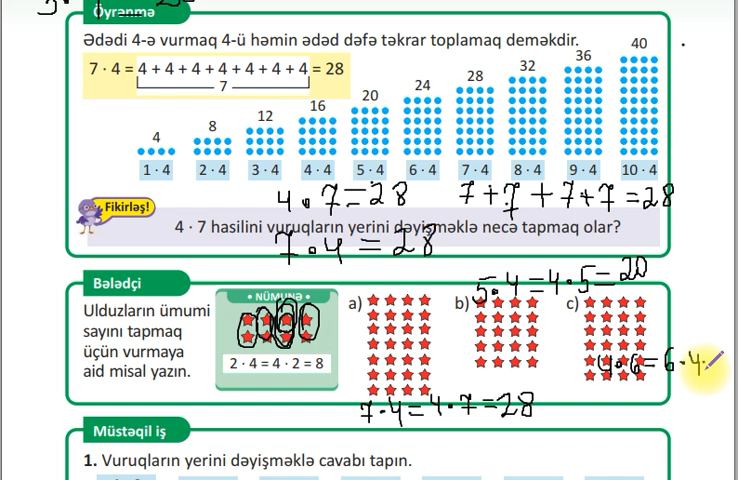 Öyrənmə
Ədədi 4-ə vurmaq 4-ü həmin ədəd dəfə təkrar toplamaq deməkdir.
7 · 4 = 4 + 4 + 4 + 4 + 4 + 4 + 4 = 28
7
4 8 12 16 20 24 28 32 36 40
1 · 4 2 · 4 3 · 4 4 · 4 5 · 4 6 · 4 7 · 4 8 · 4 9 · 4 10 · 4
4 · 7 = 28 7 + 7 + 7 + 7 = 28
Fikirləş!
4 · 7 hasilini vuruqların yerini dəyişməklə necə tapmaq olar?
7 · 4 = 28
Bələdçi
5 · 4 = 4 · 5 = 20
Ulduzların ümumi
sayını tapmaq
üçün vurmaya
aid misal yazın.
• NÜMUNƏ •
2 · 4 = 4 · 2 = 8
a) b) c)
4 · 6 = 6 · 4
7 · 4 = 4 · 7 = 28
Müstəqil iş
1. Vuruqların yerini dəyişməklə cavabı tapın.